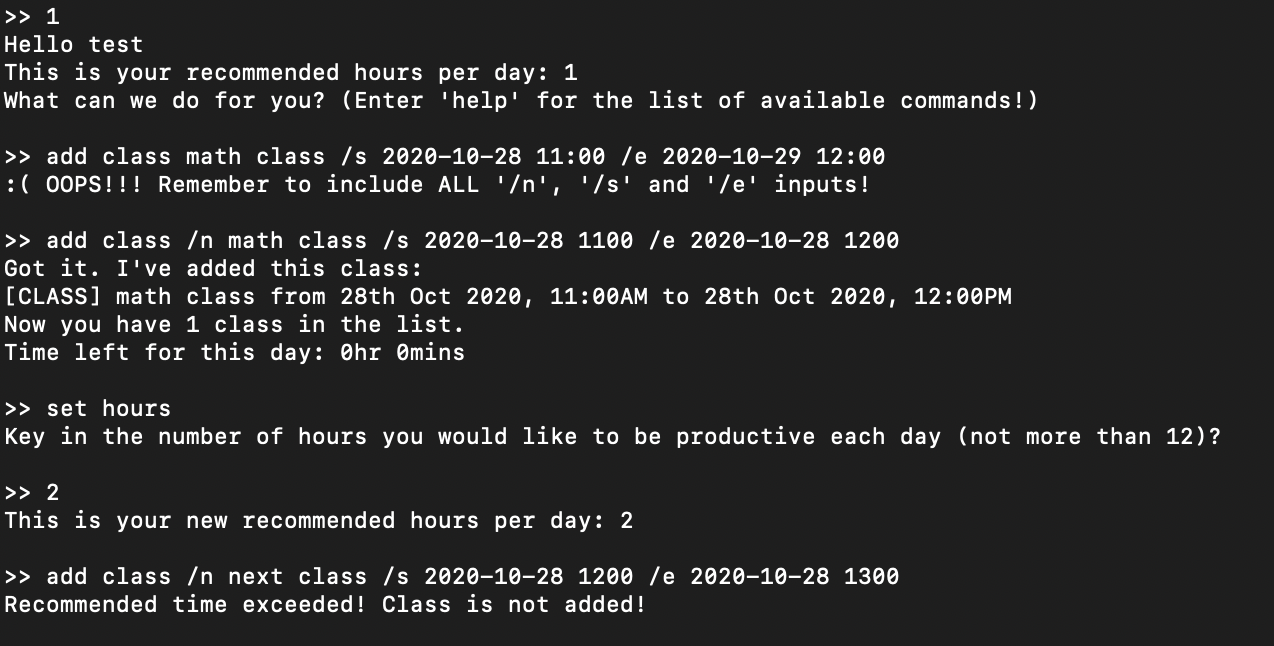 >> 1
Hello test
This is your recommended hours per day: 1
What can we do for you? (Enter 'help' for the list of available commands!)
>> add class math class /s 2020-10-28 11:00 /e 2020-10-29 12:00
:( OOPS!!! Remember to include ALL '/n', '/s' and '/e' inputs!
>> add class /n math class /s 2020-10-28 1100 /e 2020-10-28 1200
Got it. I've added this class:
[CLASS] math class from 28th Oct 2020, 11:00AM to 28th Oct 2020, 12:00PM
Now you have 1 class in the list.
Time left for this day: 0hr 0mins
>> set hours
Key in the number of hours you would like to be productive each day (not more than 12)?
>> 2
This is your new recommended hours per day: 2
>> add class /n next class /s 2020-10-28 1200 /e 2020-10-28 1300
Recommended time exceeded! Class is not added!